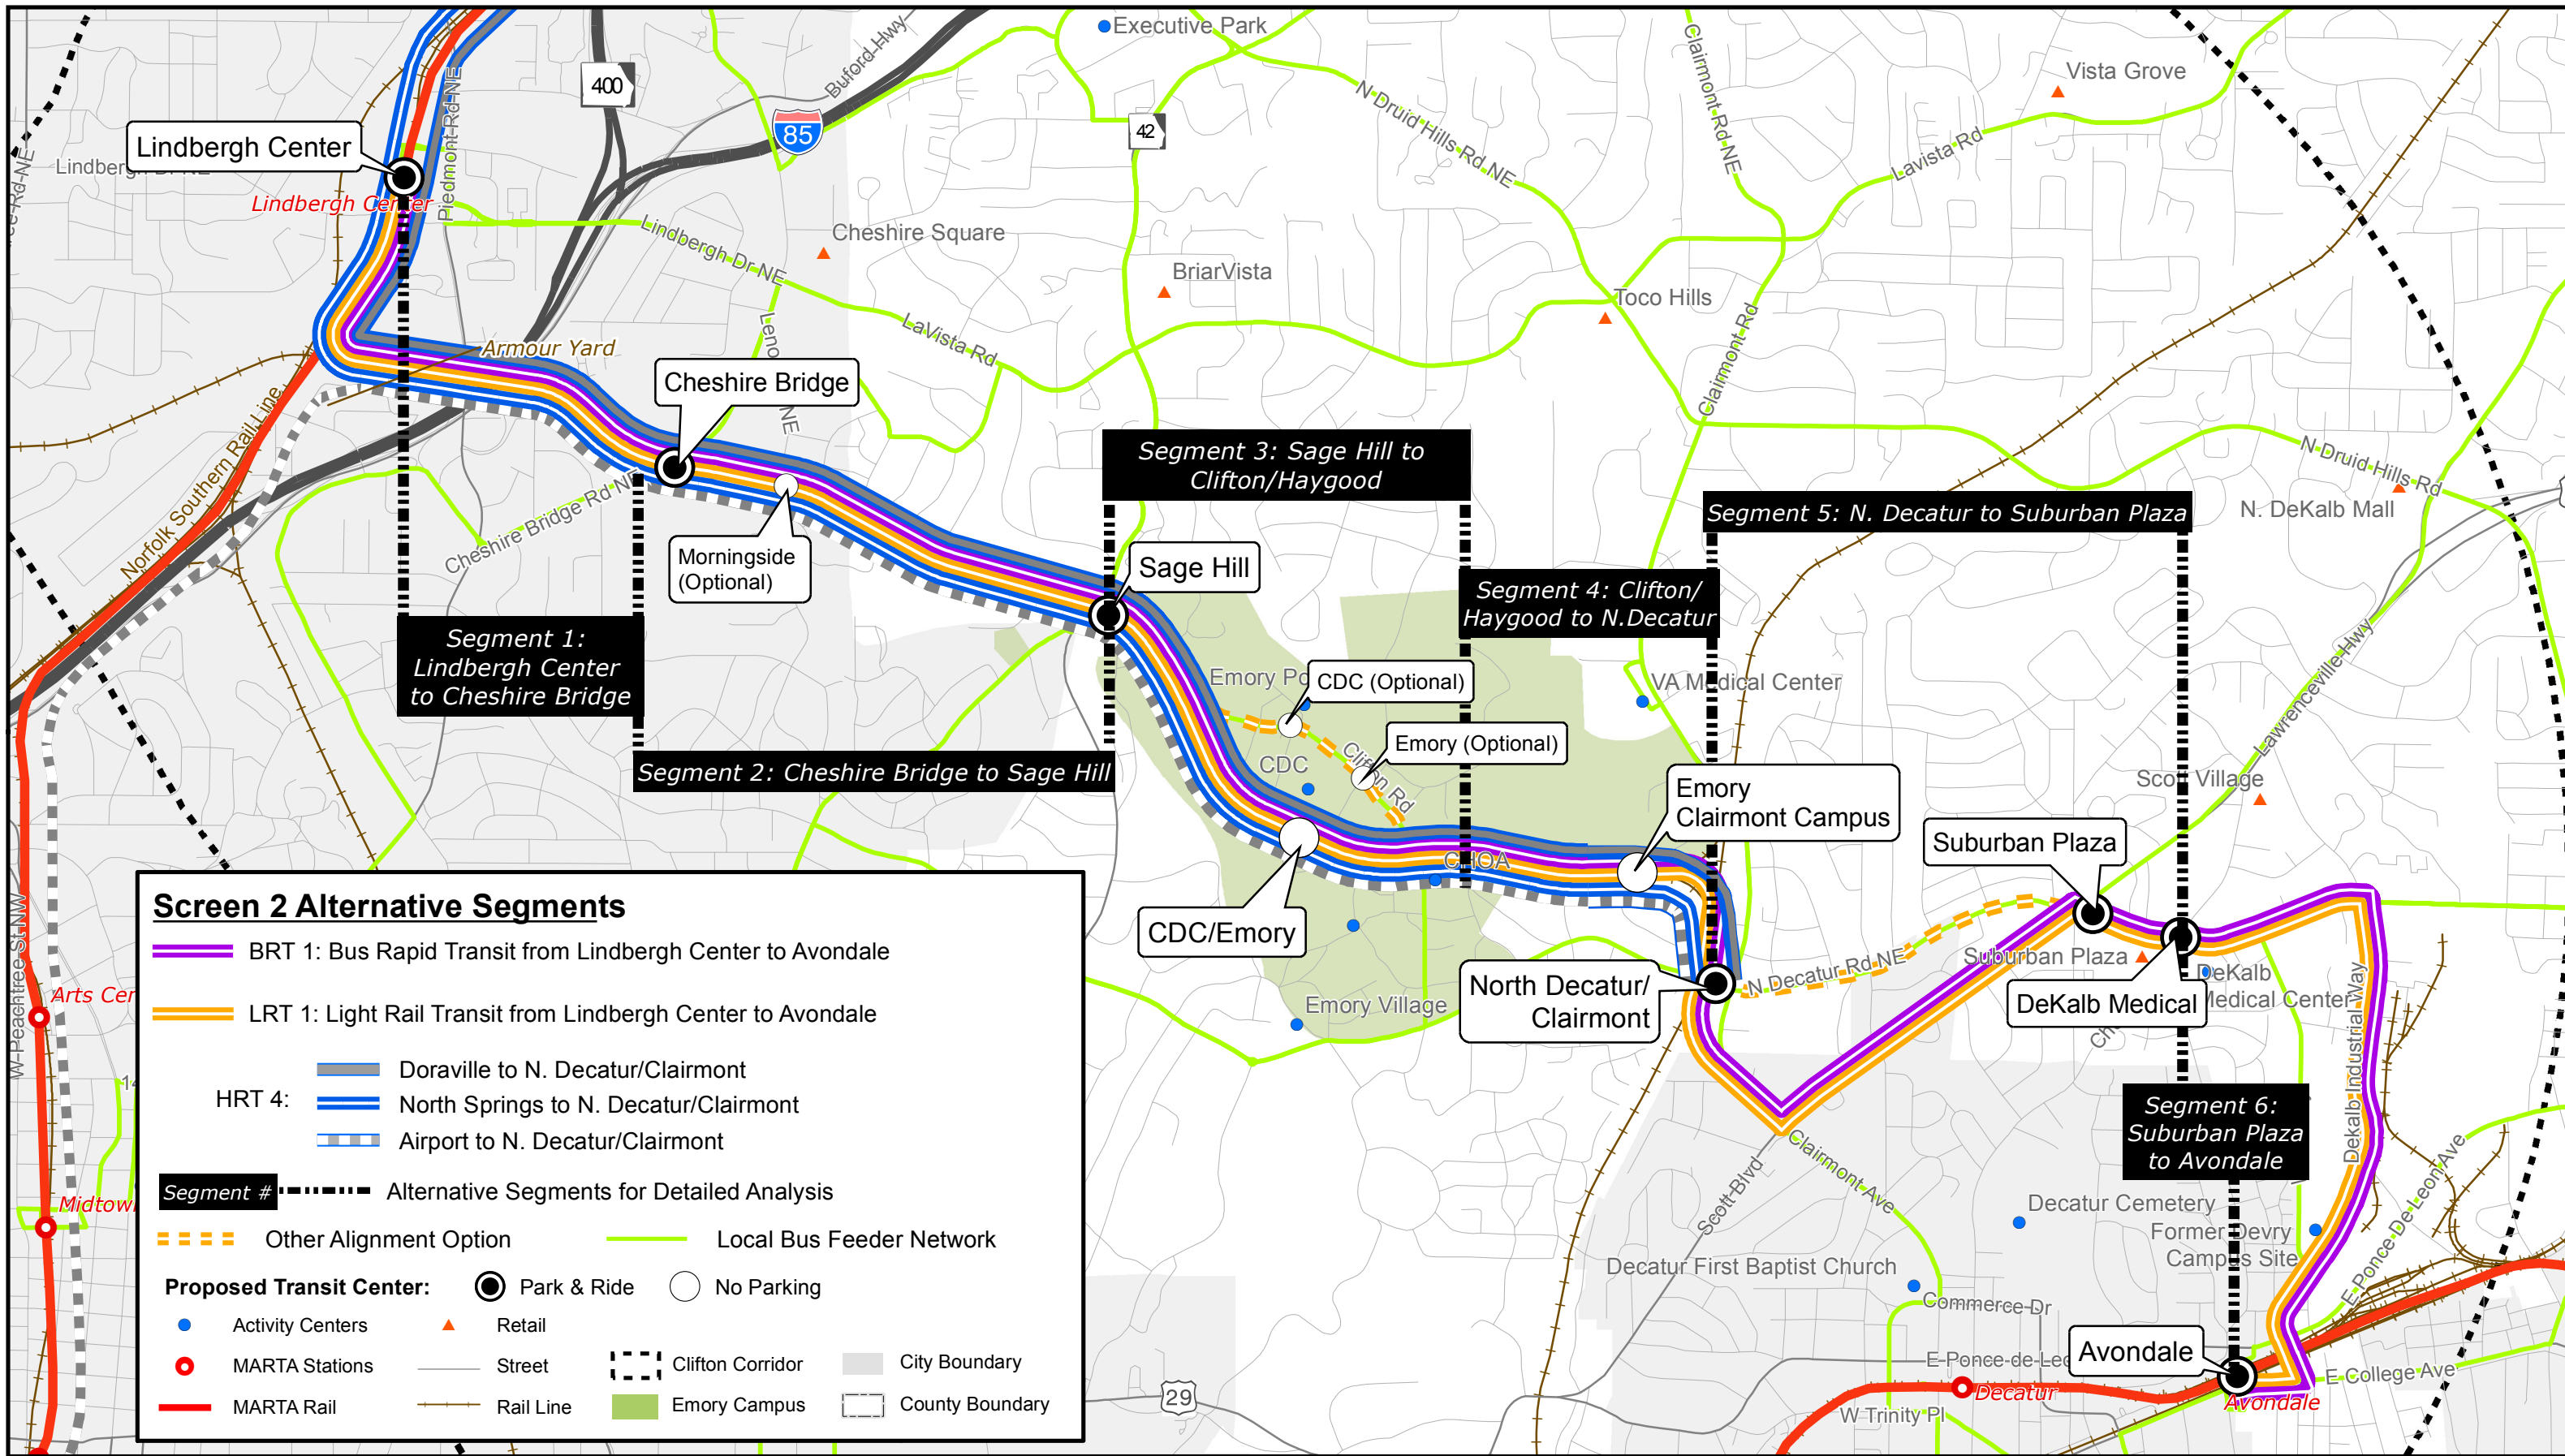 Executive Park
Buford Hwy
Clairmont Rd NE
Vista Grove
400
85
42
N Druid Hills Rd NE
Lavista Rd
Piedmont Rd NE
Lindbergh Center
Lindbergh Center
Lindbergh Dr NE
Cheshire Square
BriarVista
Toco Hills
LaVista Rd
Clairmont Rd
Armour Yard
Cheshire Bridge
Norfolk Southern Rail Line
Cheshire Bridge Rd NE
Morningside
(Optional)
Segment 3: Sage Hill to
Clifton/Haygood
N Druid Hills Rd
N. DeKalb Mall
Segment 5: N. Decatur to Suburban Plaza
Sage Hill
Segment 4: Clifton/
Haygood to N.Decatur
Segment 1:
Lindbergh Center
to Cheshire Bridge
Lawrenceville Hwy
CDC (Optional)
VA Medical Center
Emory (Optional)
Segment 2: Cheshire Bridge to Sage Hill
CDC
Clifton Rd
Emory
Clairmont Campus
Scott Village
Suburban Plaza
CHOA
CDC/Emory
Suburban Plaza
N Decatur Rd NE
North Decatur/
Clairmont
DeKalb
Medical Center
DeKalb Medical
Emory Village
Dekalb Industrial Way
W Peachtree St NW
Midtown
Segment 6:
Suburban Plaza
to Avondale
Clairmont Ave
Scott Blvd
E Ponce De Leon Ave
Decatur Cemetery
Former Devry
Campus Site
Decatur First Baptist Church
Commerce Dr
Avondale
Decatur
Avondale
E College Ave
W Trinity Pl
29
Screen 2 Alternative Segments
BRT 1: Bus Rapid Transit from Lindbergh Center to Avondale
LRT 1: Light Rail Transit from Lindbergh Center to Avondale
HRT 4:
Doraville to N. Decatur/Clairmont
North Springs to N. Decatur/Clairmont
Airport to N. Decatur/Clairmont
Segment # Alternative Segments for Detailed Analysis
Other Alignment Option Local Bus Feeder Network
Proposed Transit Center: Park & Ride No Parking
Activity Centers Retail
MARTA Stations Street Clifton Corridor City Boundary
MARTA Rail Rail Line Emory Campus County Boundary